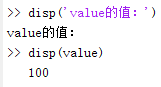 >> disp('value的值：')
value的值：
>> disp(value)
100